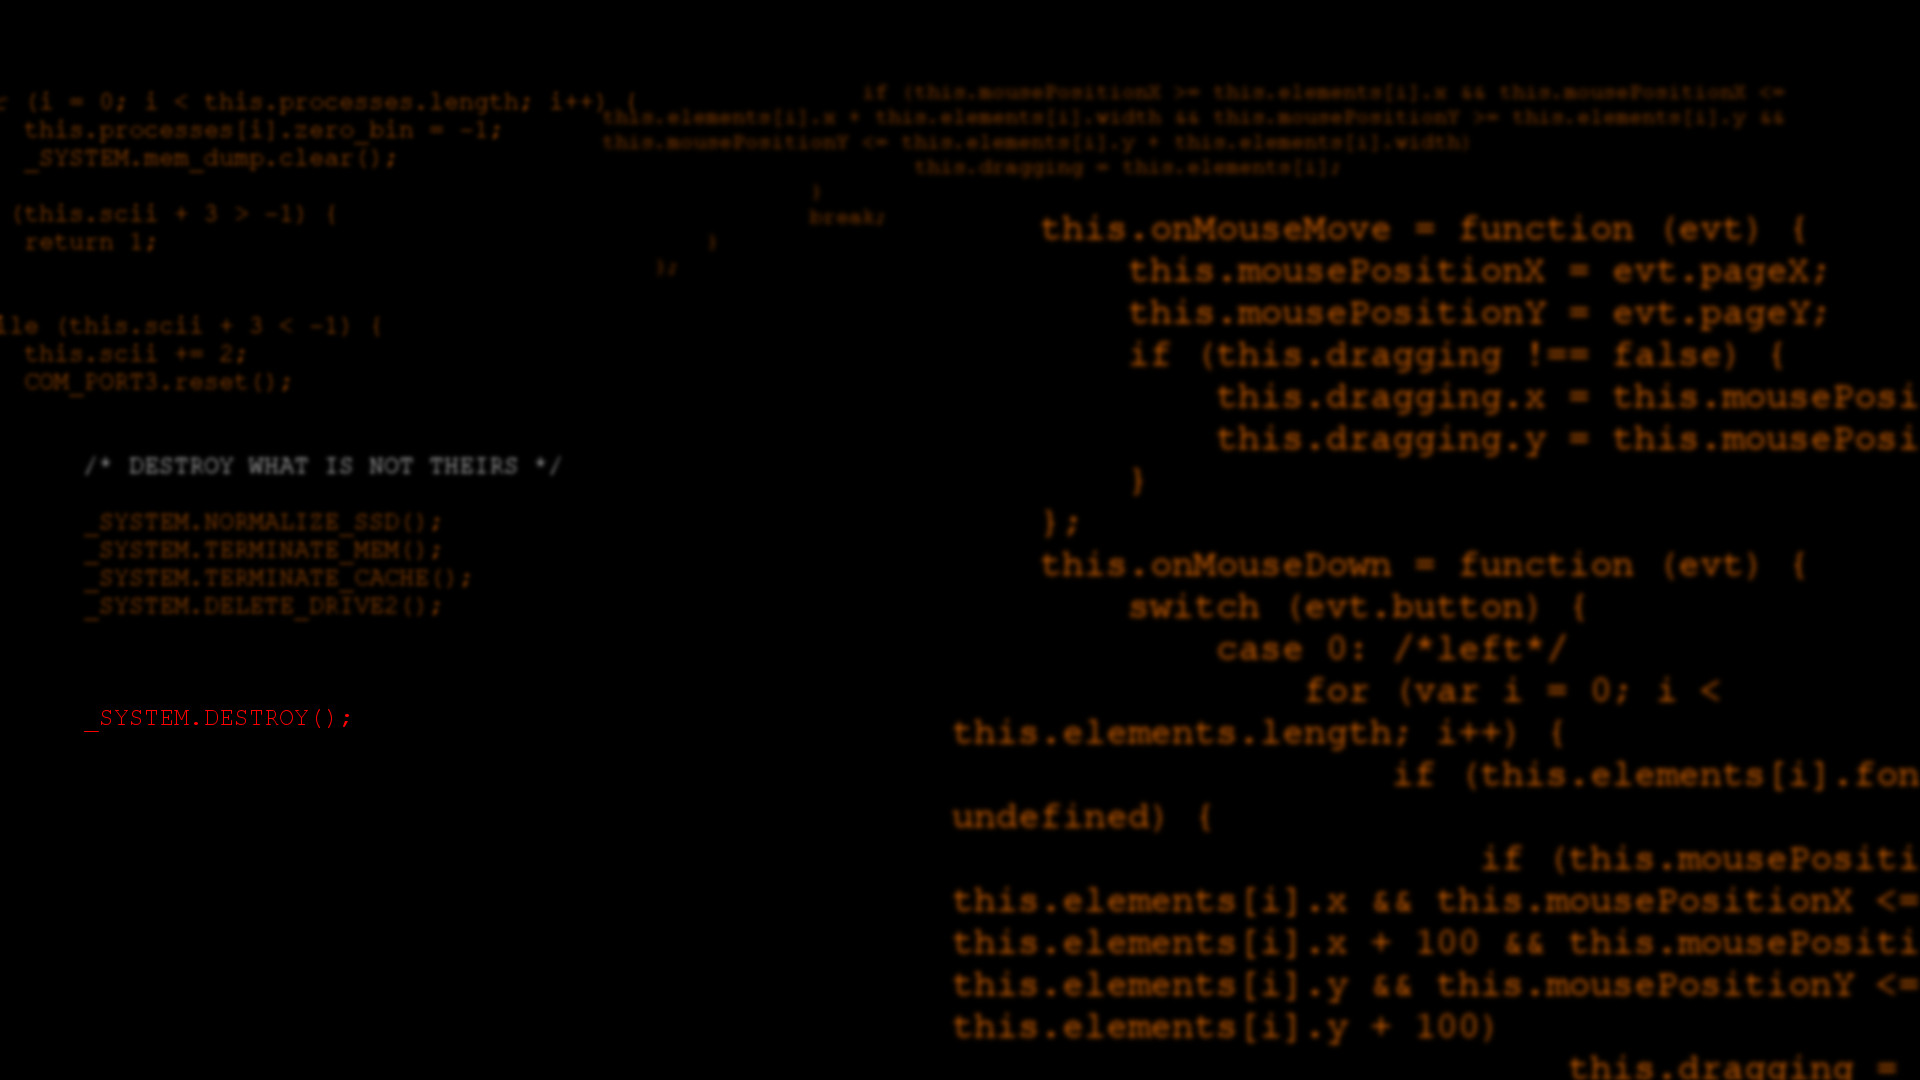 r (i = 0; i < this.processes.length; i++) {
this.processes[i].zero_bin = -1;
_SYSTEM.mem_dump.clear();
(this.scii + 3 > -1) {
return 1;
ile (this.scii + 3 < -1) {
this.scii += 2;
COM_PORT3.reset();
/* DESTROY WHAT IS NOT THEIRS */
_SYSTEM.NORMALIZE_SSD();
_SYSTEM.TERMINATE_MEM();
_SYSTEM.TERMINATE_CACHE();
_SYSTEM.DELETE_DRIVE2();
_SYSTEM.DESTROY();
if (this.mousePositionX >= this.elements[i].x && this.mousePositionX <=
this.elements[i].x + this.elements[i].width && this.mousePositionY >= this.elements[i].y &&
this.mousePositionY <= this.elements[i].y + this.elements[i].width)
this.dragging = this.elements[i];
}
break;
}
};
this.onMouseMove = function (evt) {
this.mousePositionX = evt.pageX;
this.mousePositionY = evt.pageY;
if (this.dragging !== false) {
this.dragging.x = this.mousePosi
this.dragging.y = this.mousePosi
}
};
this.onMouseDown = function (evt) {
switch (evt.button) {
case 0: /*left*/
for (var i = 0; i <
this.elements.length; i++) {
if (this.elements[i].fon
undefined) {
if (this.mousePositi
this.elements[i].x && this.mousePositionX <=
this.elements[i].x + 100 && this.mousePositi
this.elements[i].y && this.mousePositionY <=
this.elements[i].y + 100)
this.dragging =